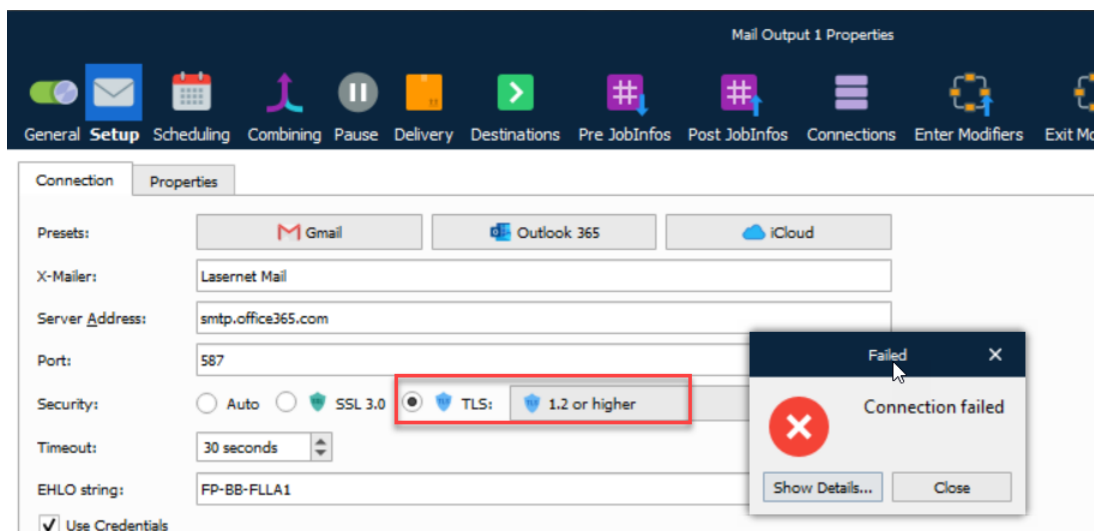 Mail Output 1 Properties
General Setup Scheduling Combining Pause Delivery Destinations Pre JobInfos Post JobInfos Connections Enter Modifiers Exit Mo
Connection Properties
Presets: Gmail Outlook 365 iCloud
X-Mailer: Lasernet Mail
Server Address: smtp.office365.com
Port: 587
Failed
Security: Auto SSL 3.0 TLS: 1.2 or higher
Connection failed
Timeout: 30 seconds
EHLO string: FP-BB-FLLA1
Show Details... Close
Use Credentials